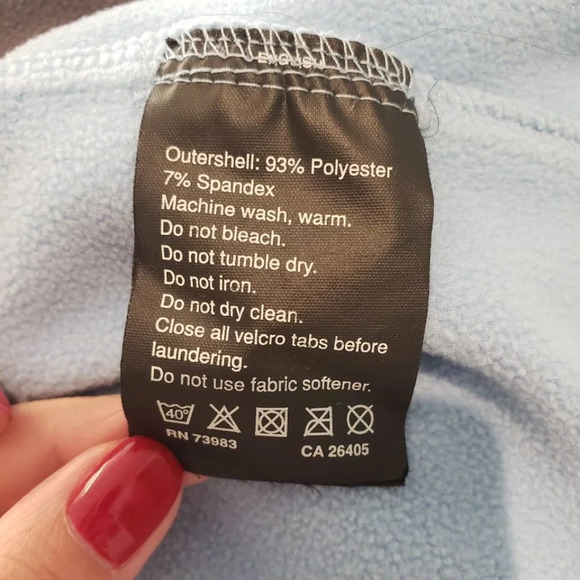 ENGLISH
Outershell: 93% Polyester
7% Spandex
Machine wash, warm.
Do not bleach.
Do not tumble dry.
Do not iron.
Do not dry clean.
Close all velcro tabs before
laundering.
Do not use fabric softener.
40°
RN 73983
CA 26405